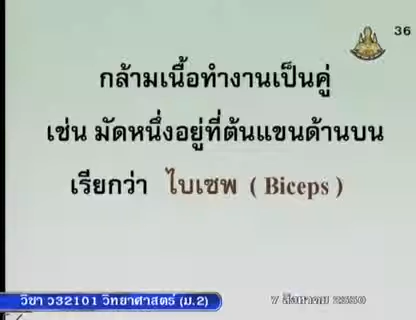 36
กล้ามเนื้อทำงานเป็นคู่
เช่น มัดหนึ่งอยู่ที่ต้นแขนด้านบน
เรียกว่า ไบเซพ ( Biceps )
วิชา ว32101 วิทยาศาสตร์ (ม.2)
7 สิงหาคม 2550